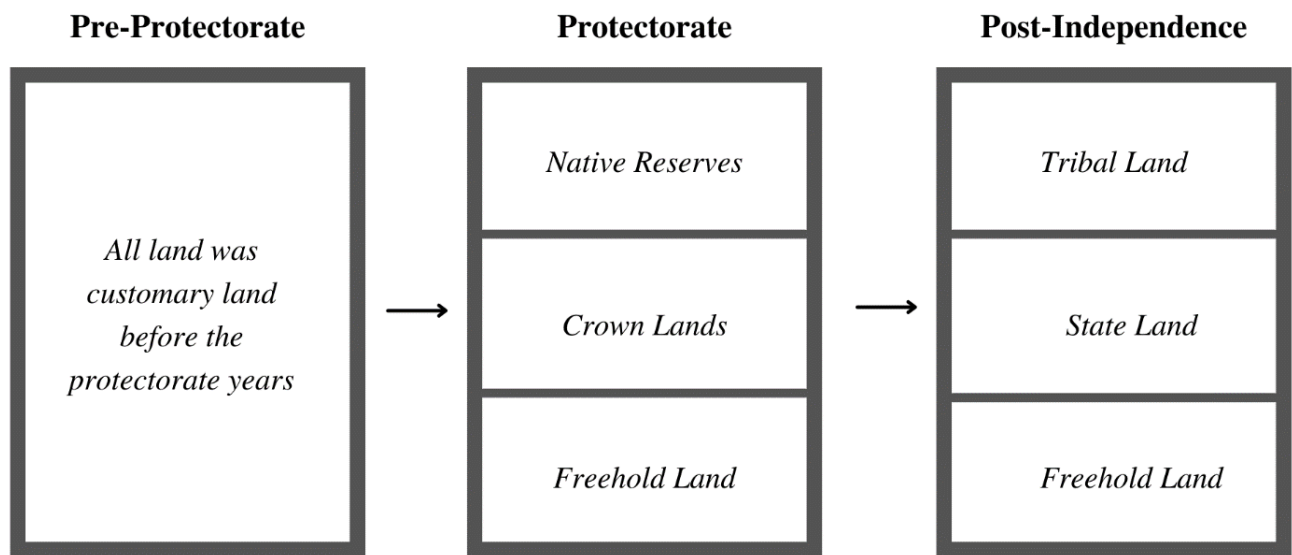 Pre-Protectorate
All land was
customary land
before the
protectorate years
Protectorate
Native Reserves
Crown Lands
Freehold Land
Post-Independence
Tribal Land
State Land
Freehold Land